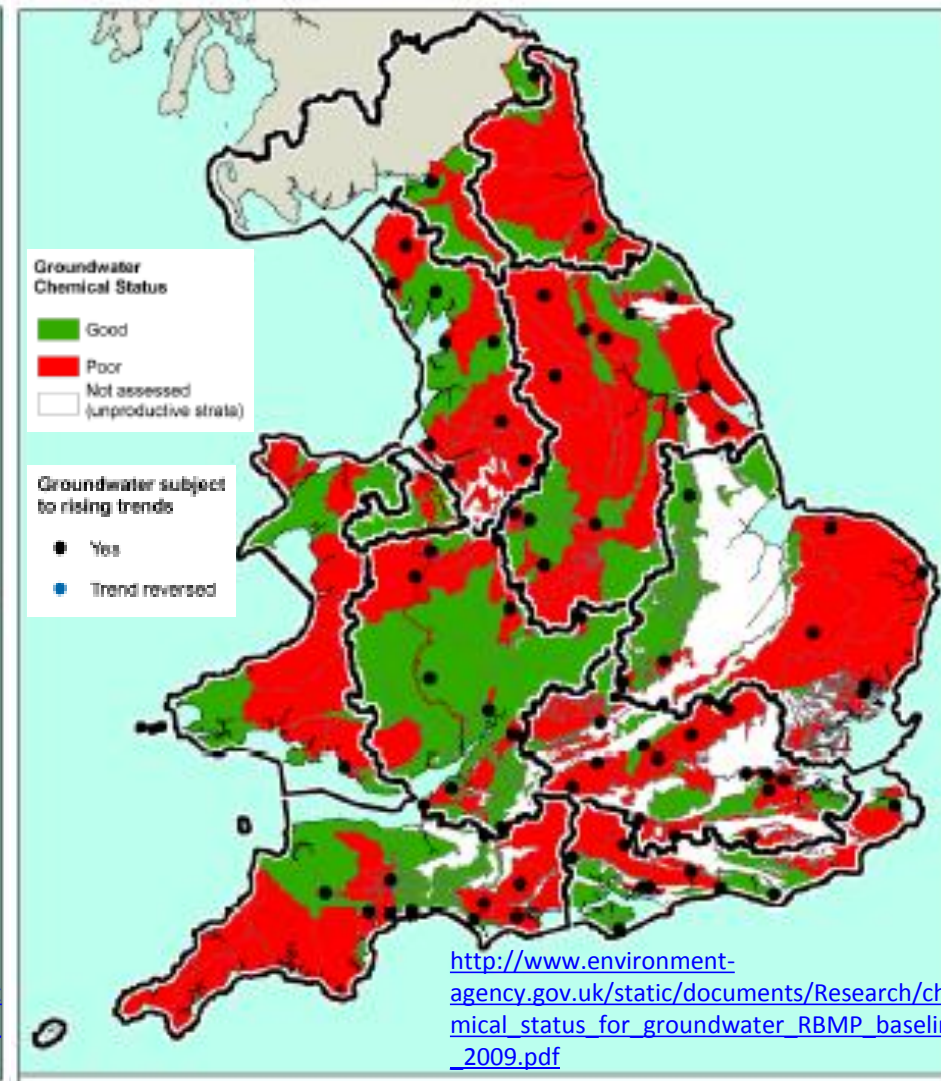 Groundwater
Chemical Status
Good
Poor
Not assessed
(unproductive strata)
Groundwater subject
to rising trends
Yes
Trend reversed
http://www.environment-
agency.gov.uk/static/documents/Research/ch
mical_status_for_groundwater_RBMP_baselin
_2009.pdf